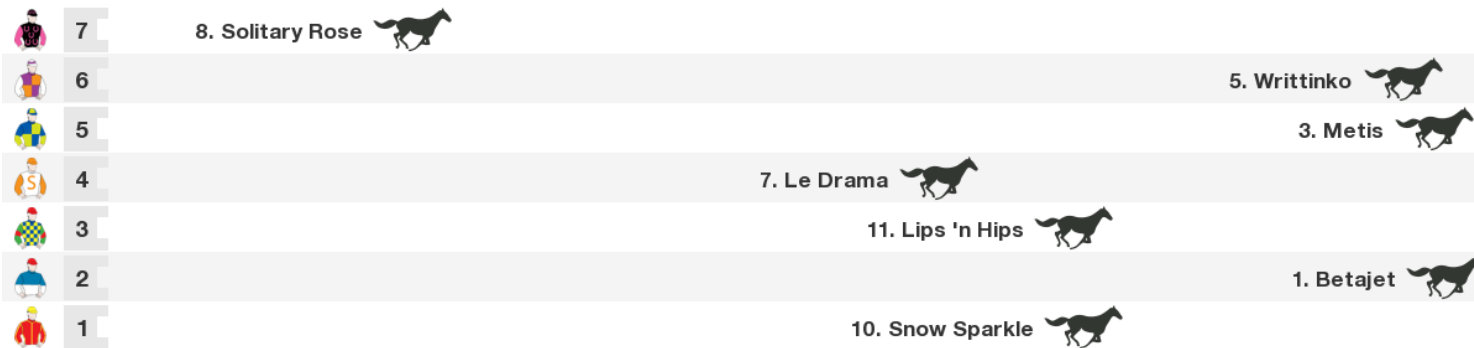 7 8. Solitary Rose
6 5. Writtinko
5 3. Metis
S 4 7. Le Drama
3 11. Lips 'n Hips
2 1. Betajet
1 10. Snow Sparkle